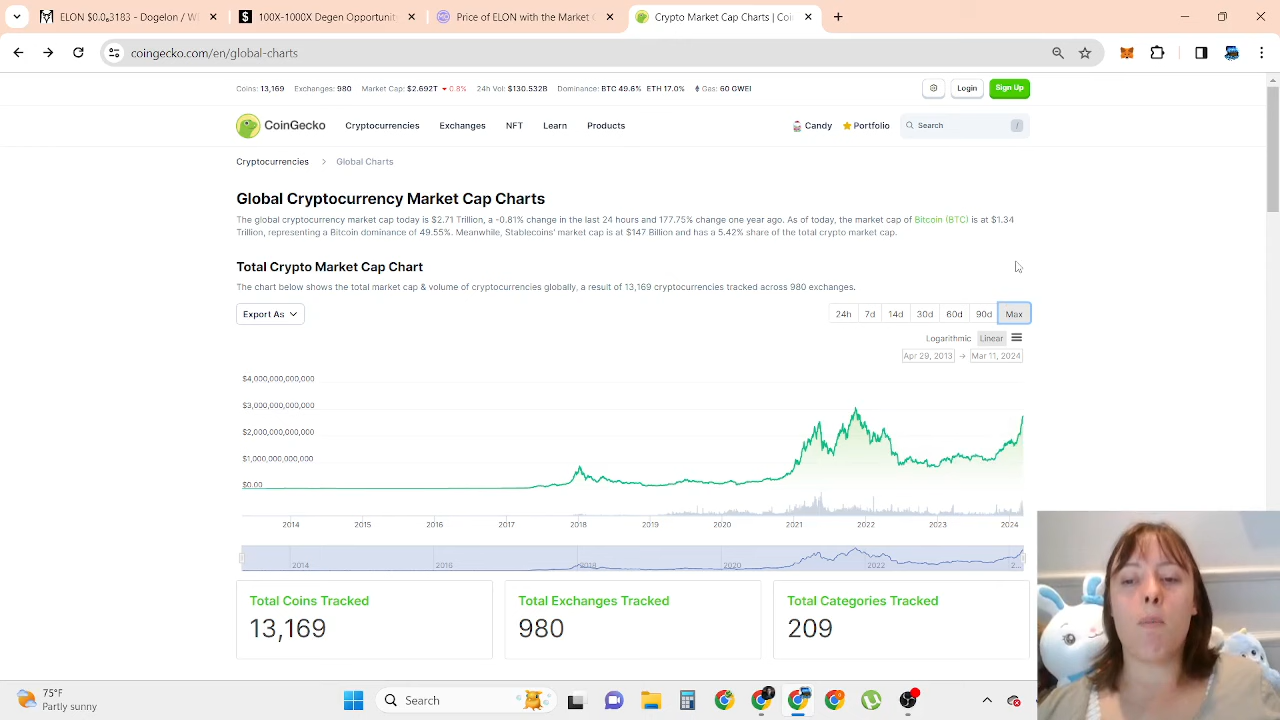 ELON $0.0₆3183 - Dogelon / W
100X-1000X Degen Opportunit
Price of ELON with the Market
Crypto Market Cap Charts | Coi
coingecko.com/en/global-charts
Coins: 13,169 Exchanges: 980 Market Cap: $2.692T 0.8% 24h Vol: $130.532B Dominance: BTC 49.6% ETH 17.0% Gas: 60 GWEI
Login
Sign Up
CoinGecko
Cryptocurrencies
Exchanges
NFT
Learn
Products
Candy
Portfolio
Search
/
Cryptocurrencies > Global Charts
Global Cryptocurrency Market Cap Charts
The global cryptocurrency market cap today is $2.71 Trillion, a -0.81% change in the last 24 hours and 177.75% change one year ago. As of today, the market cap of Bitcoin (BTC) is at $1.34
Trillion, representing a Bitcoin dominance of 49.55%. Meanwhile, Stablecoins' market cap is at $147 Billion and has a 5.42% share of the total crypto market cap.
Total Crypto Market Cap Chart
The chart below shows the total market cap & volume of cryptocurrencies globally, a result of 13,169 cryptocurrencies tracked across 980 exchanges.
Export As
24h 7d 14d 30d 60d 90d Max
Logarithmic Linear
Apr 29, 2013 → Mar 11, 2024
$4,000,000,000,000
$3,000,000,000,000
$2,000,000,000,000
$1,000,000,000,000
$0.00
2014 2015 2016 2017 2018 2019 2020 2021 2022 2023 2024
2014 2016 2018 2020 2022 2...
Total Coins Tracked
13,169
Total Exchanges Tracked
980
Total Categories Tracked
209
75°F
Partly sunny
Search